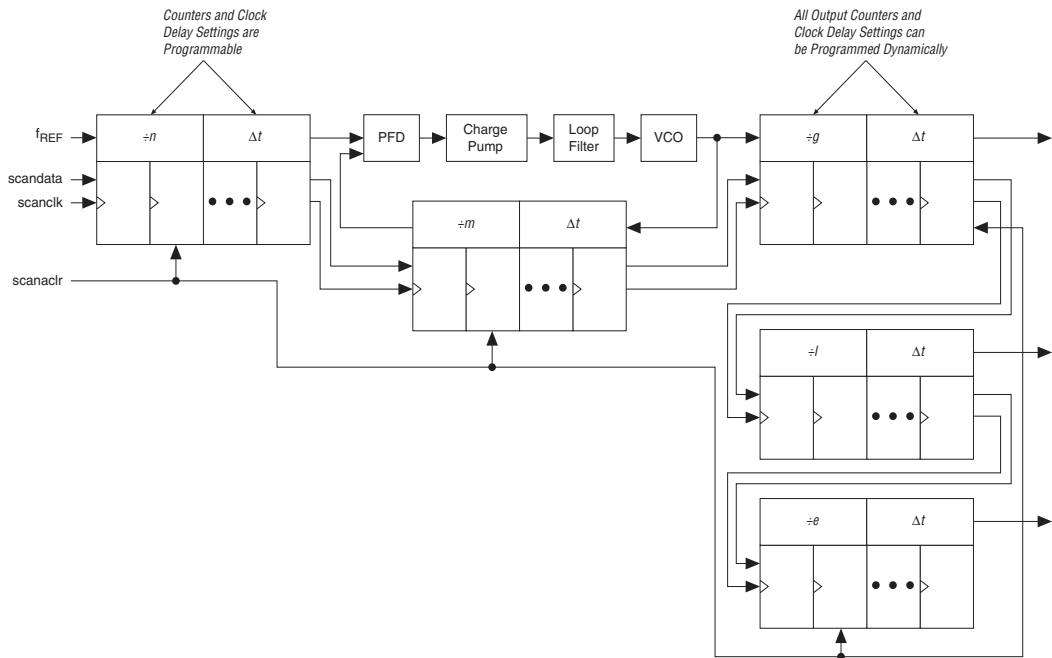 Counters and Clock
Delay Settings are
Programmable
All Output Counters and
Clock Delay Settings can
be Programmed Dynamically
fREF
÷n
Δt
PFD
Charge
Pump
Loop
Filter
VCO
÷g
Δt
scandata
scanclk
÷m
Δt
scanaclr
÷l
Δt
÷e
Δt